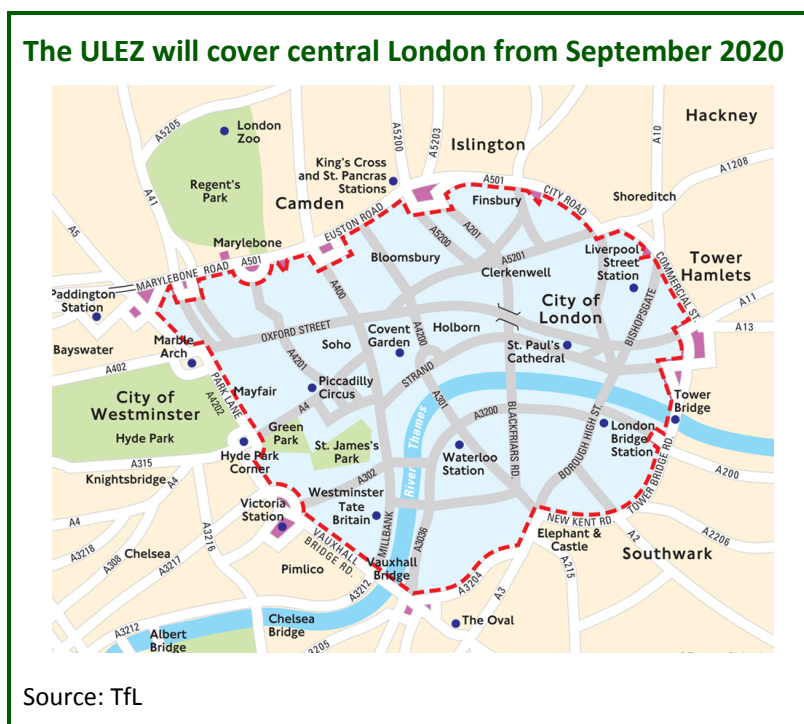 The ULEZ will cover central London from September 2020
Hackney
A5205
London
Zoo
A5200
A5203
Islington
A10
A1208
King's Cross
and St. Pancras
Stations
A41
Regent's
Park
Camden
A501
Finsbury
CITY ROAD
Shoreditch
A5
EUSTON ROAD
Marylebone
A5200
A201
MARYLEBONE ROAD
A501
Bloomsbury
A5201
Clerkenwell
Liverpool
Street
Station
COMMERCIAL ST.
Tower
Hamlets
Paddington
Station
A400
City of
London
BISHOPSGATE
A11
A13
OXFORD STREET
Covent
Garden
A4200
Holborn
Bayswater
Marble
Arch
Soho
St. Paul's
Cathedral
A402
A4201
STRAND
PARK LANE
A4202
Mayfair
Piccadilly
Circus
City of
Westminster
Hyde Park
A4
Green
Park
River Thames
A301
A3200
BLACKFRIARS RD.
BOROUGH HIGH ST.
Tower
Bridge
London
Bridge
Station
St. James's
Park
Hyde Park
Corner
Waterloo
Station
TOWER BRIDGE RD.
A315
Knightsbridge
A4
A302
A200
Westminster
Tate
Britain
Victoria
Station
MILLBANK
A3036
NEW KENT RD.
A4
A3218
A308
Chelsea
A3217
A3216
VAUXHALL
BRIDGE RD.
Elephant &
Castle
A2
A2206
Southwark
Pimlico
Vauxhall
Bridge
A3212
A3204
A3
A215
A3212
Albert
Bridge
Chelsea
Bridge
A3205
The Oval
Source: TfL